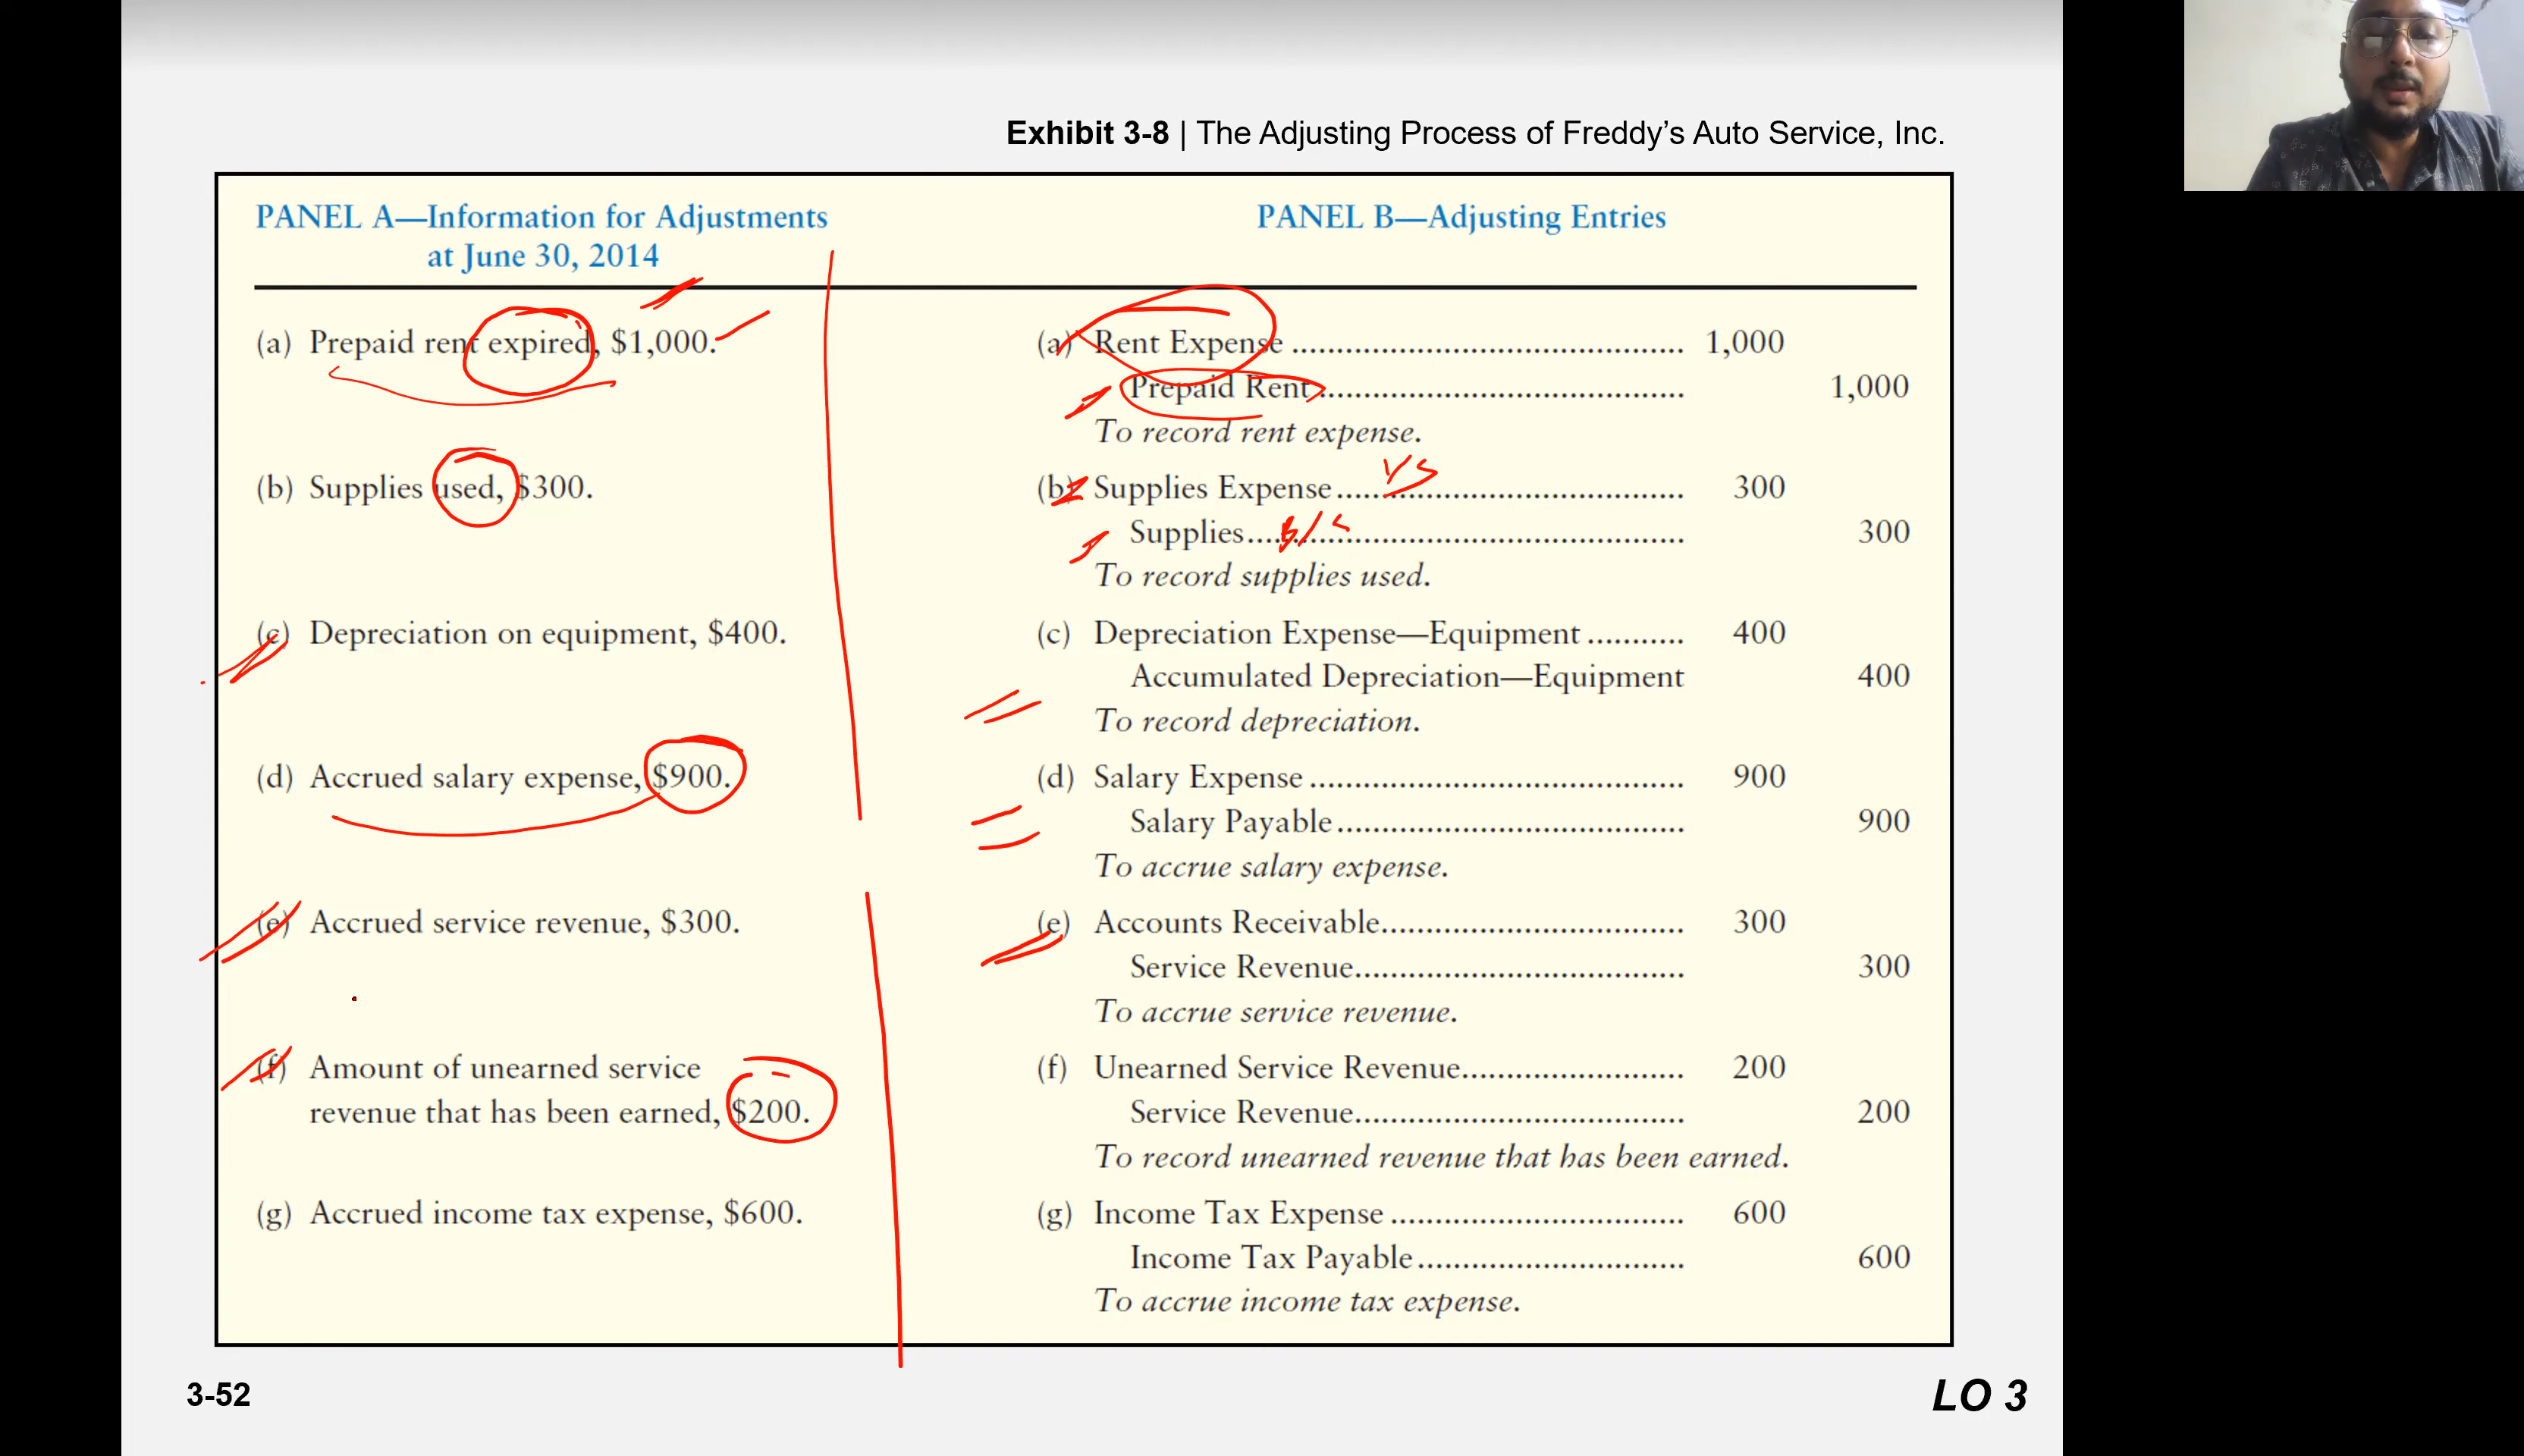 Exhibit 3-8 | The Adjusting Process of Freddy’s Auto Service, Inc.
PANEL A—Information for Adjustments
at June 30, 2014
(a) Prepaid rent expired, $1,000.
(b) Supplies used, $300.
(c) Depreciation on equipment, $400.
(d) Accrued salary expense, $900.
(e) Accrued service revenue, $300.
(f) Amount of unearned service
revenue that has been earned, $200.
(g) Accrued income tax expense, $600.
PANEL B—Adjusting Entries
(a) Rent Expense ............................................ 1,000
Prepaid Rent ........................................ 1,000
To record rent expense.
(b) Supplies Expense ....................................... 300
Supplies ................................................ 300
B/S
To record supplies used.
(c) Depreciation Expense—Equipment ........... 400
Accumulated Depreciation—Equipment 400
To record depreciation.
(d) Salary Expense .......................................... 900
Salary Payable ....................................... 900
To accrue salary expense.
(e) Accounts Receivable .................................. 300
Service Revenue ..................................... 300
To accrue service revenue.
(f) Unearned Service Revenue ......................... 200
Service Revenue ..................................... 200
To record unearned revenue that has been earned.
(g) Income Tax Expense ................................. 600
Income Tax Payable .............................. 600
To accrue income tax expense.
3-52
LO 3